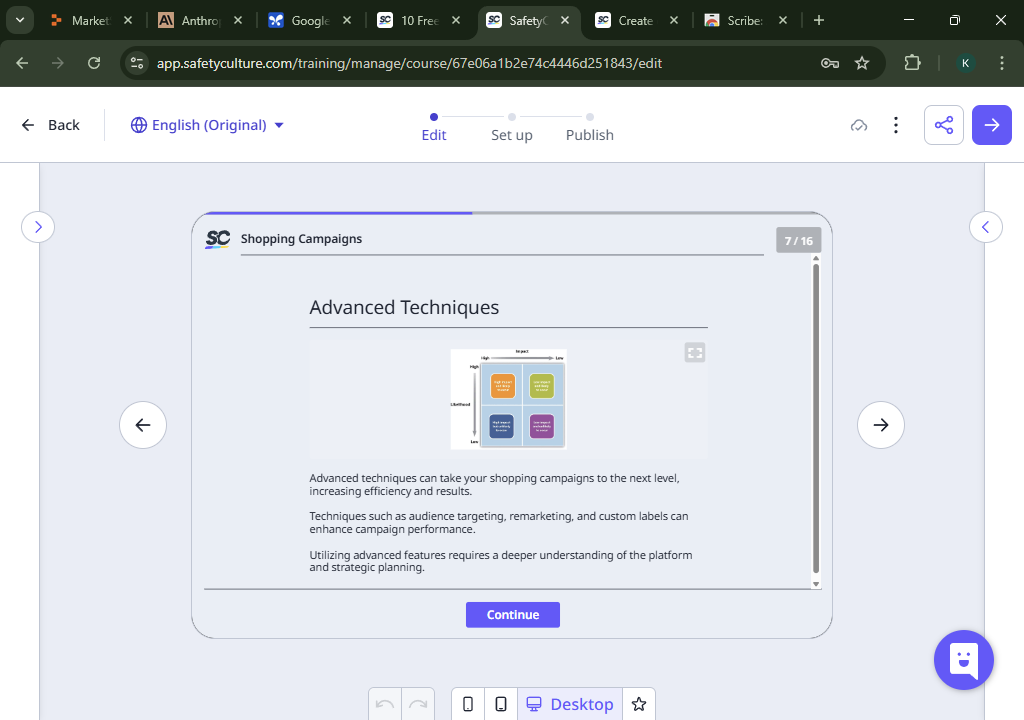 Market
Anthro
Google
10 Free
SafetyC
Create
Scribe:
app.safetyculture.com/training/manage/course/67e06a1b2e74c4446d251843/edit
K
Back
English (Original)
Edit
Set up
Publish
SC
Shopping Campaigns
7 / 16
Advanced Techniques
Impact
High
Low
High
Likelihood
Low
Advanced techniques can take your shopping campaigns to the next level,
increasing efficiency and results.
Techniques such as audience targeting, remarketing, and custom labels can
enhance campaign performance.
Utilizing advanced features requires a deeper understanding of the platform
and strategic planning.
Continue
Desktop